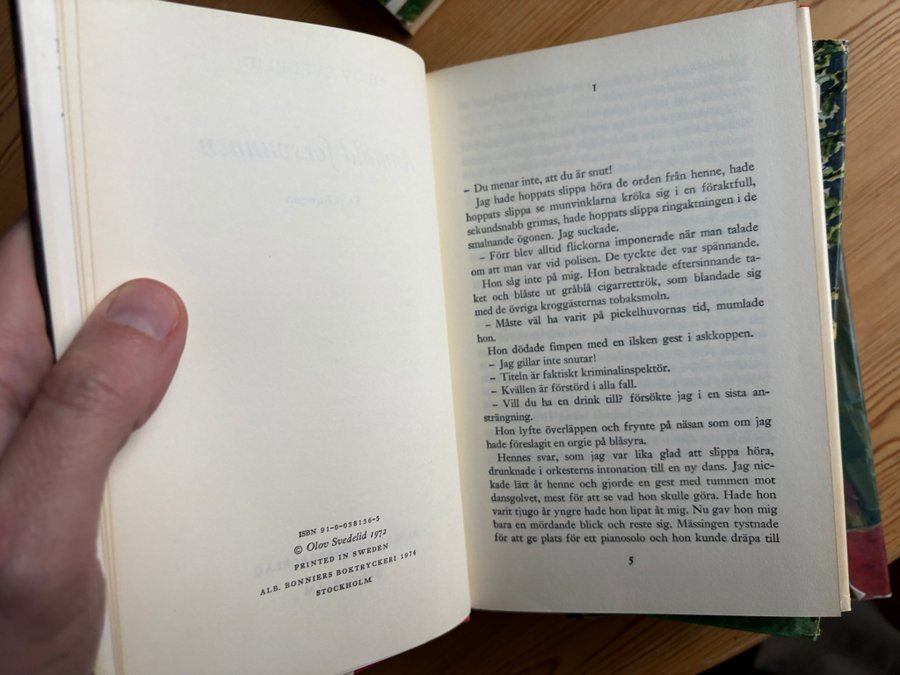 ISBN 91-0-038136-5
© Olov Svedelid 1972
PRINTED IN SWEDEN
ALB. BONNIERS BOKTRYCKERI 1974
STOCKHOLM
I
– Du menar inte, att du är snut!
Jag hade hoppats slippa höra de orden från henne, hade
hoppats slippa se munvinklarna kröka sig i en föraktfull,
sekundsnabb grimas, hade hoppats slippa ringaktningen i de
smalnande ögonen. Jag suckade.
– Förr blev alltid flickorna imponerade när man talade
om att man var vid polisen. De tyckte det var spännande.
Hon såg inte på mig. Hon betraktade eftersinnande ta-
ket och blåste ut gråblå cigarrettrök, som blandade sig
med de övriga kroggästernas tobaksmoln.
– Måste väl ha varit på pickelhuvornas tid, mumlade
hon.
Hon dödade fimpen med en ilsken gest i askkoppen.
– Jag gillar inte snutar!
– Titeln är faktiskt kriminalinspektör.
– Kvällen är förstörd i alla fall.
– Vill du ha en drink till? försökte jag i en sista an-
strängning.
Hon lyfte överläppen och frynte på näsan som om jag
hade föreslagit en orgie på blåsyra.
Hennes svar, som jag var lika glad att slippa höra,
drunknade i orkesterns intonation till en ny dans. Jag nic-
kade lätt åt henne och gjorde en gest med tummen mot
dansgolvet, mest för att se vad hon skulle göra. Hade hon
varit tjugo år yngre hade hon lipat åt mig. Nu gav hon mig
bara en mördande blick och reste sig. Mässingen tystnade
för att ge plats för ett pianosolo och hon kunde dräpa till
5